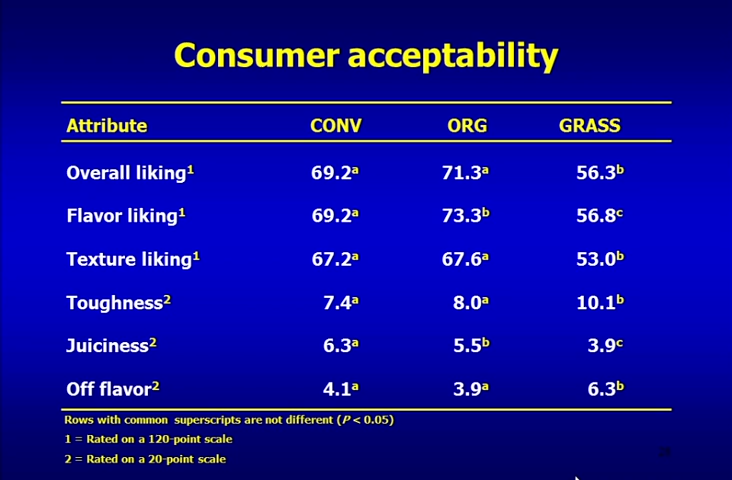 Consumer acceptability
Attribute CONV ORG GRASS
Overall liking¹ 69.2ᵃ 71.3ᵃ 56.3ᵇ
Flavor liking¹ 69.2ᵃ 73.3ᵇ 56.8ᶜ
Texture liking¹ 67.2ᵃ 67.6ᵃ 53.0ᵇ
Toughness² 7.4ᵃ 8.0ᵃ 10.1ᵇ
Juiciness² 6.3ᵃ 5.5ᵇ 3.9ᶜ
Off flavor² 4.1ᵃ 3.9ᵃ 6.3ᵇ
Rows with common superscripts are not different (P < 0.05)
1 = Rated on a 120-point scale
2 = Rated on a 20-point scale